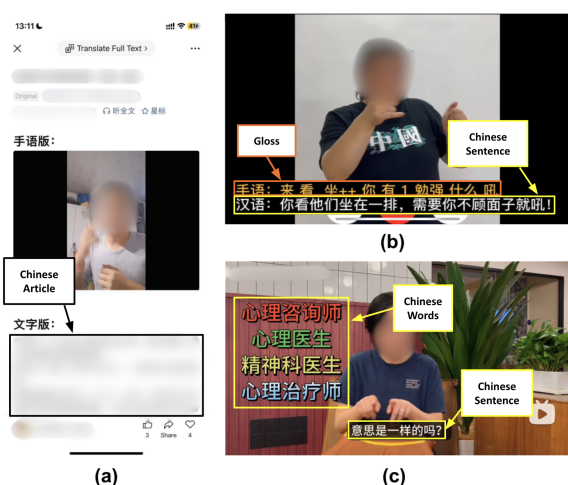 13:11
41
Translate Full Text >
Original
听全文 星标
手语版：
Chinese Article
文字版：
3 Share 4
(a)
中國
Gloss
Chinese Sentence
手语：来 看 坐++ 你 有 1 勉强 什么 吼
汉语：你看他们坐在一排，需要你不顾面子就吼！
(b)
心理咨询师
心理医生
精神科医生
心理治疗师
Chinese Words
Chinese Sentence
意思是一样的吗？
(c)